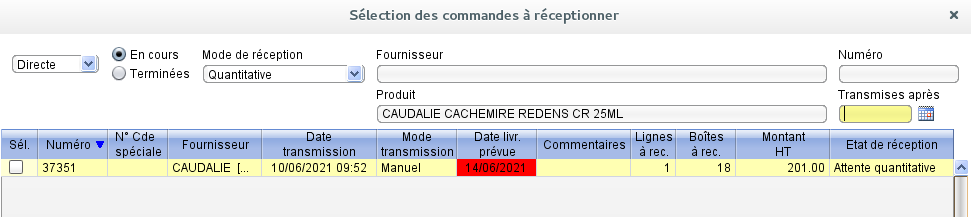 Sélection des commandes à réceptionner
Directe
En cours
Terminées
Mode de réception
Quantitative
Fournisseur
Numéro
Produit
CAUDALIE CACHEMIRE REDENS CR 25ML
Transmises après
Sél. Numéro N° Cde spéciale Fournisseur Date transmission Mode transmission Date livr. prévue Commentaires Lignes à rec. Boîtes à rec. Montant HT Etat de réception
37351 CAUDALIE [... 10/06/2021 09:52 Manuel 14/06/2021 1 18 201.00 Attente quantitative